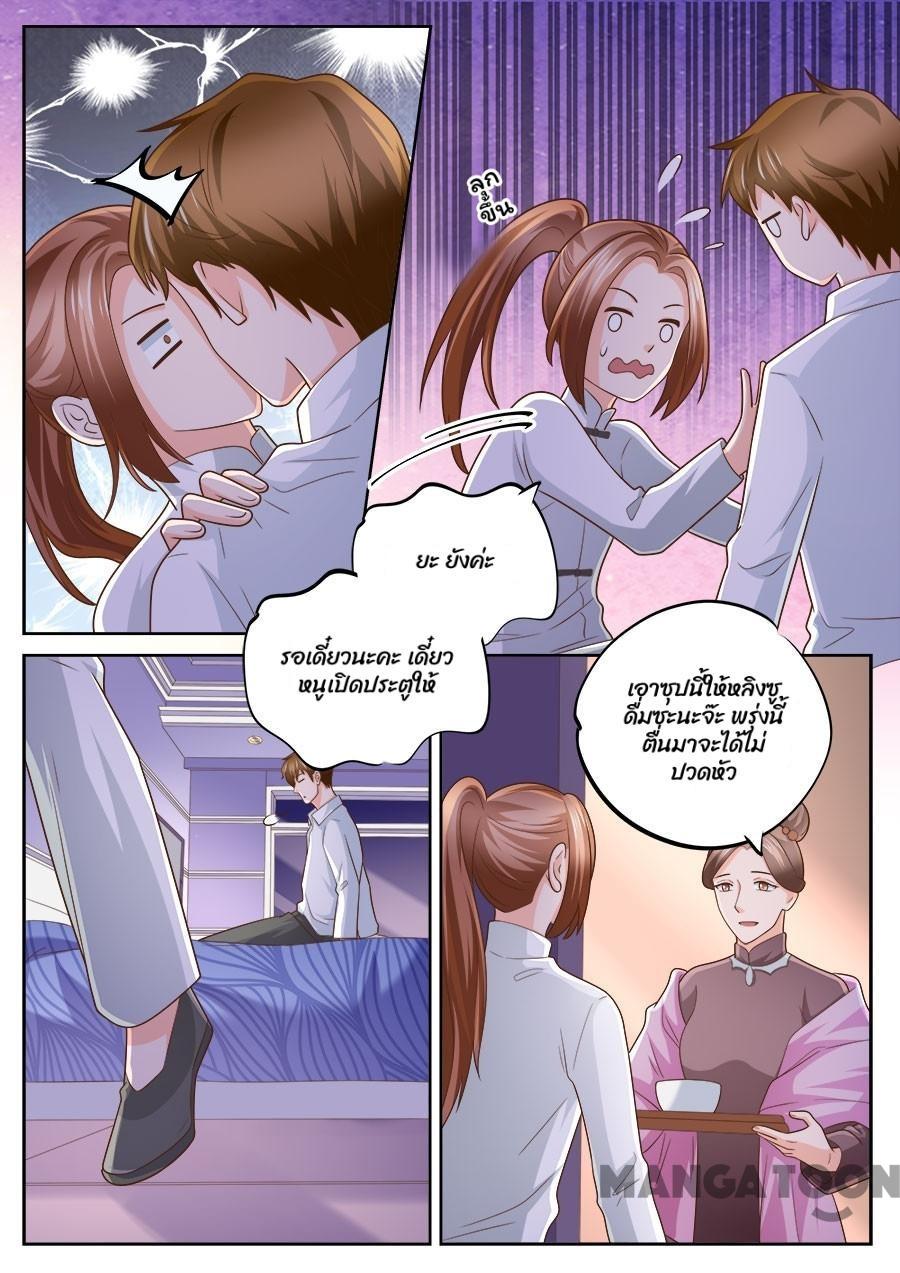 ลุก
ขึ้น
ยะ ยังค่ะ
รอเดี๋ยวนะคะ เดี๋ยว
หนูเปิดประตูให้
เอาซุปนี้ให้หลิงซู
ดื่มซะนะจ๊ะ พรุ่งนี้
ตื่นมาจะได้ไม่
ปวดหัว
MANGATOON